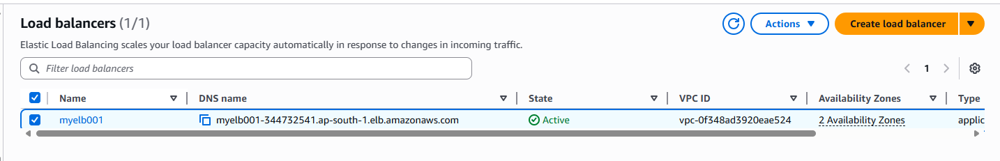 Load balancers (1/1)
Actions
Create load balancer
Elastic Load Balancing scales your load balancer capacity automatically in response to changes in incoming traffic.
Filter load balancers
1
Name DNS name State VPC ID Availability Zones Type
myelb001 myelb001-344732541.ap-south-1.elb.amazonaws.com Active vpc-0f348ad3920eae524 2 Availability Zones applic